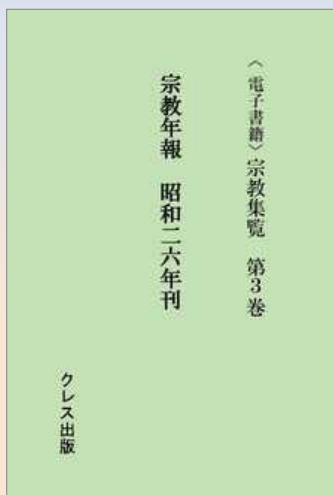 〈電子書籍〉宗教集覧　第3巻
宗教年報　昭和二六年刊
クレス出版